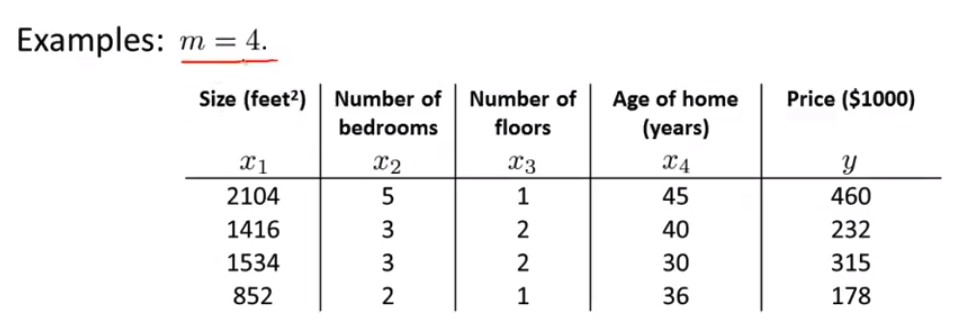 Examples: m = 4.
Size (feet²) Number of bedrooms Number of floors Age of home (years) Price ($1000)
x₁ x₂ x₃ x₄ y
2104 5 1 45 460
1416 3 2 40 232
1534 3 2 30 315
852 2 1 36 178